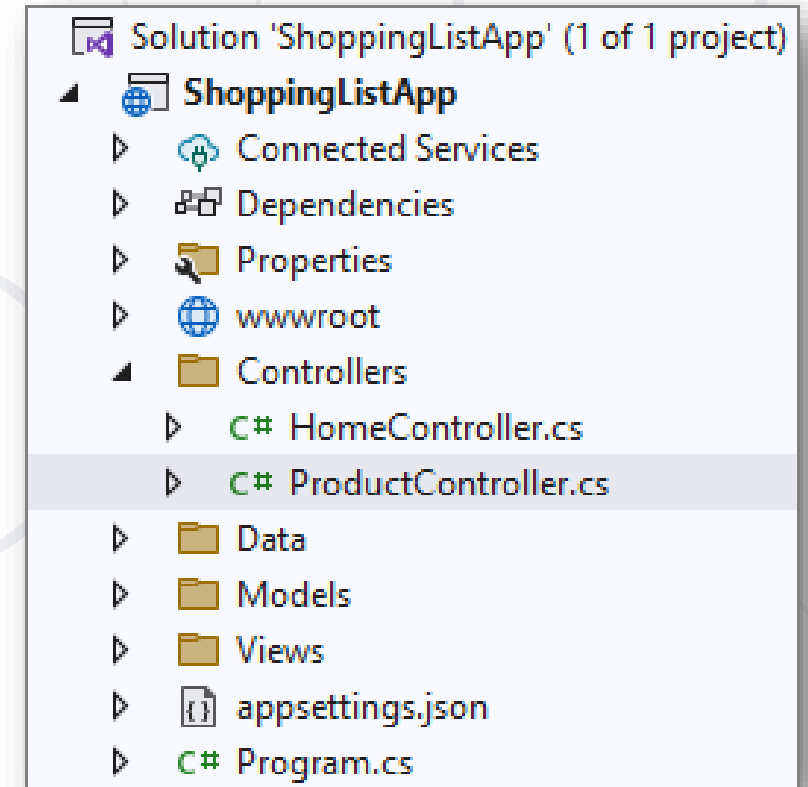 Solution 'ShoppingListApp' (1 of 1 project)
ShoppingListApp
Connected Services
Dependencies
Properties
wwwroot
Controllers
C# HomeController.cs
C# ProductController.cs
Data
Models
Views
appsettings.json
C# Program.cs